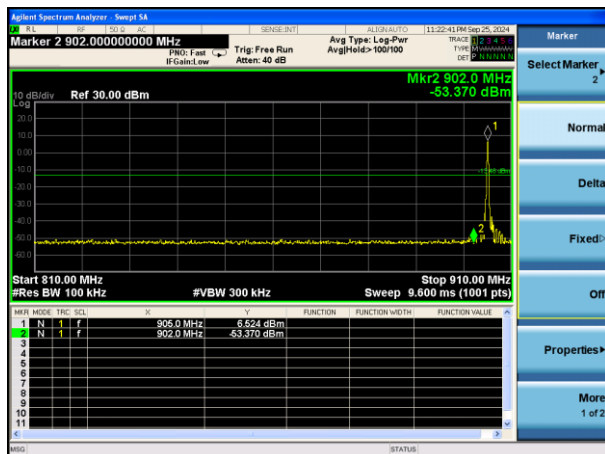 Agilent Spectrum Analyzer - Swept SA
RL RF 50 Ω AC SENSE:INT ALIGNAUTO 11:22:41 PM Sep 25, 2024
Marker 2 902.000000000 MHz
PNO: Fast
IFGain:Low
Trig: Free Run
Atten: 40 dB
Avg Type: Log-Pwr
Avg|Hold:>100/100
TRACE 1 2 3 4 5 6
TYPE M
DET P N N N N N
Mkr2 902.0 MHz
-53.370 dBm
10 dB/div Ref 30.00 dBm
Log
20.0
10.0
0.00
-10.0
-20.0
-30.0
-40.0
-50.0
-60.0
1
2
Start 810.00 MHz Stop 910.00 MHz
#Res BW 100 kHz #VBW 300 kHz Sweep 9.600 ms (1001 pts)
MKR MODE TRC SCL X Y FUNCTION FUNCTION WIDTH FUNCTION VALUE
1 N 1 f 905.0 MHz 6.524 dBm
2 N 1 f 902.0 MHz -53.370 dBm
3
4
5
6
7
8
9
10
11
MSG STATUS
Marker
Select Marker
2
Normal
Delta
Fixed
Off
Properties
More
1 of 2